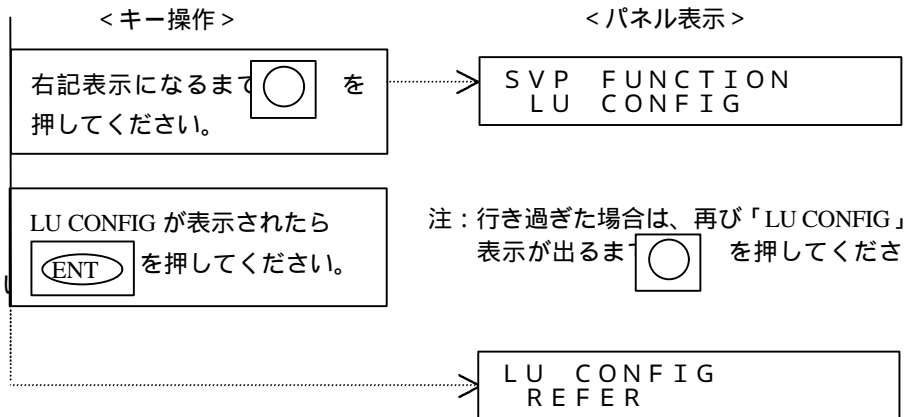 <キー操作>
<パネル表示>
右記表示になるまで を
押してください。
SVP FUNCTION
LU CONFIG
LU CONFIG が表示されたら
ENT を押してください。
注：行き過ぎた場合は、再び「LU CONFIG」
表示が出るまで を押してくださ
LU CONFIG
REFER